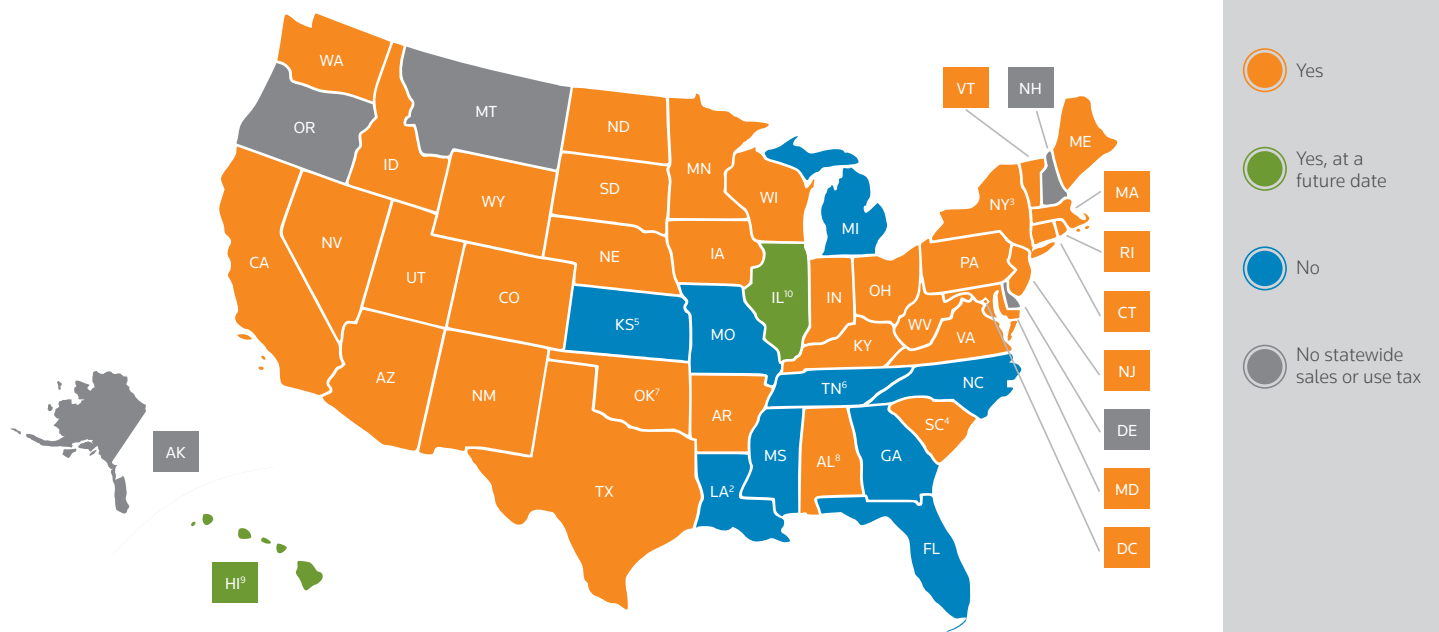 WA
OR
MT
ID
ND
MN
SD
WY
WI
MI
VT
NH
ME
NY³
MA
RI
CT
NJ
DE
MD
DC
CA
NV
UT
CO
NE
IA
IL¹⁰
IN
OH
PA
KS⁵
MO
KY
WV
VA
AZ
NM
OK⁷
AR
TN⁶
NC
SC⁴
TX
LA²
MS
AL⁸
GA
FL
AK
HI⁹
Yes
Yes, at a
future date
No
No statewide
sales or use tax